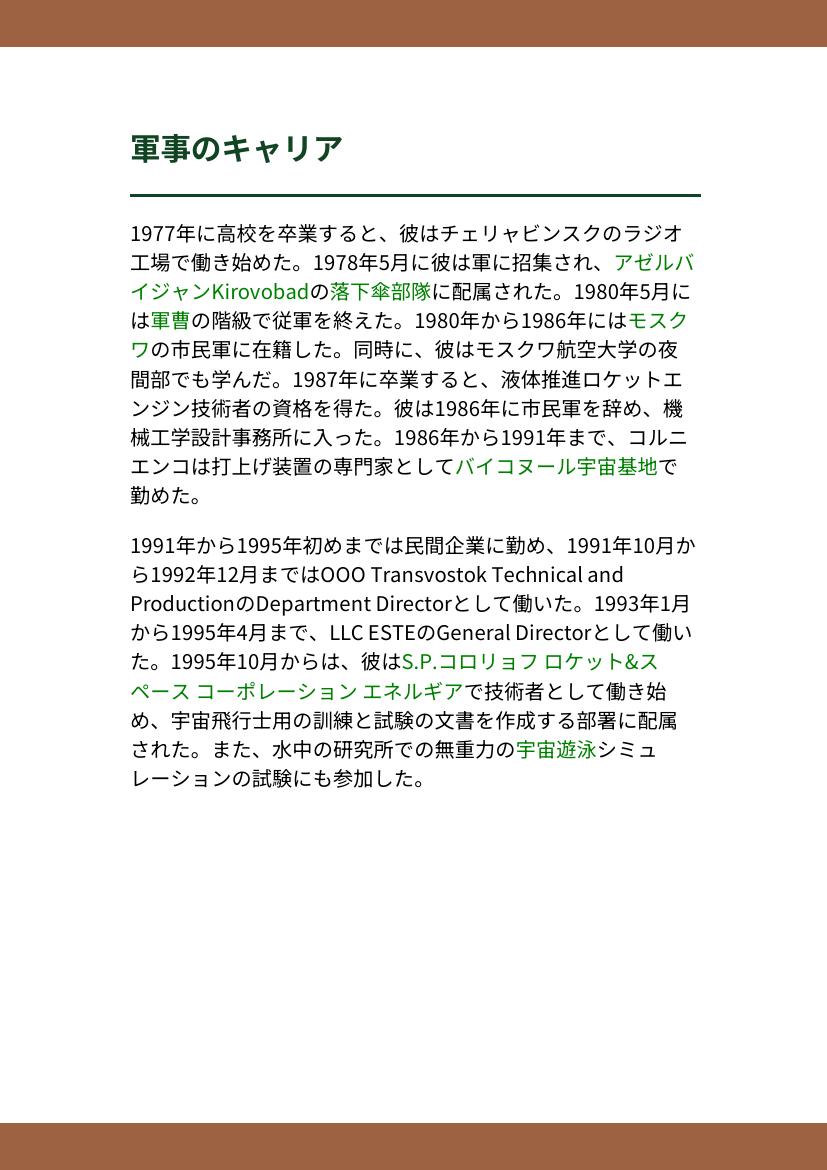 軍事のキャリア
1977年に高校を卒業すると、彼はチェリャビンスクのラジオ
工場で働き始めた。1978年5月に彼は軍に招集され、アゼルバ
イジャンKirovobadの落下傘部隊に配属された。1980年5月に
は軍曹の階級で従軍を終えた。1980年から1986年にはモスク
ワの市民軍に在籍した。同時に、彼はモスクワ航空大学の夜
間部でも学んだ。1987年に卒業すると、液体推進ロケットエ
ンジン技術者の資格を得た。彼は1986年に市民軍を辞め、機
械工学設計事務所に入った。1986年から1991年まで、コルニ
エンコは打上げ装置の専門家としてバイコヌール宇宙基地で
勤めた。
1991年から1995年初めまでは民間企業に勤め、1991年10月か
ら1992年12月まではOOO Transvostok Technical and
ProductionのDepartment Directorとして働いた。1993年1月
から1995年4月まで、LLC ESTEのGeneral Directorとして働い
た。1995年10月からは、彼はS.P.コロリョフ ロケット&ス
ペース コーポレーション エネルギアで技術者として働き始
め、宇宙飛行士用の訓練と試験の文書を作成する部署に配属
された。また、水中の研究所での無重力の宇宙遊泳シミュ
レーションの試験にも参加した。